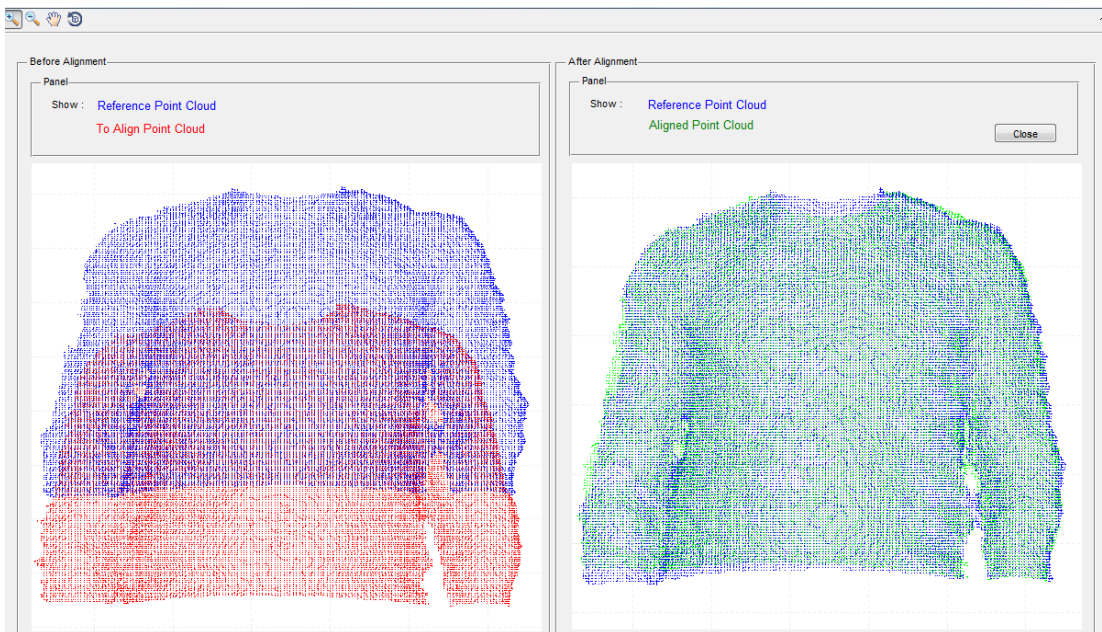 Before Alignment
Panel
Show : Reference Point Cloud
To Align Point Cloud
After Alignment
Panel
Show : Reference Point Cloud
Aligned Point Cloud
Close